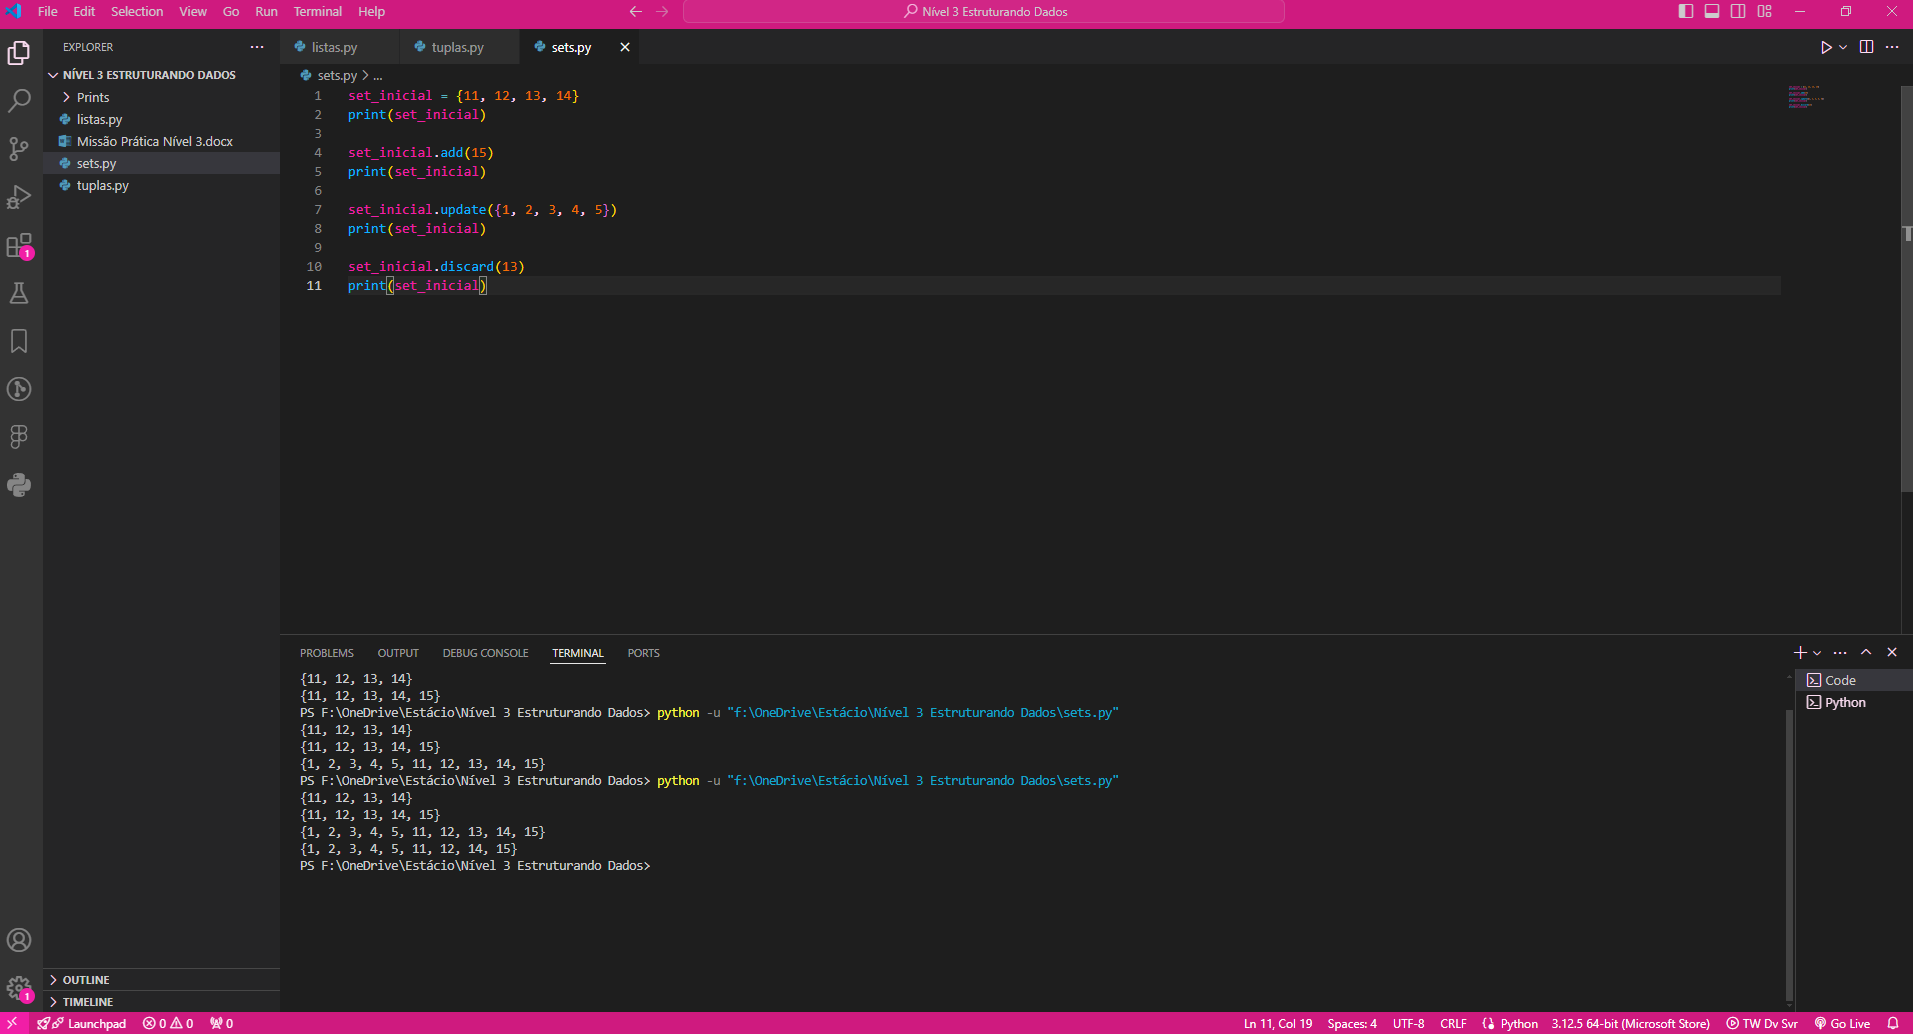 File Edit Selection View Go Run Terminal Help
Nível 3 Estruturando Dados
EXPLORER
NÍVEL 3 ESTRUTURANDO DADOS
Prints
listas.py
Missão Prática Nível 3.docx
sets.py
tuplas.py
OUTLINE
TIMELINE
listas.py tuplas.py sets.py
sets.py > ...
1 set_inicial = {11, 12, 13, 14}
2 print(set_inicial)
3
4 set_inicial.add(15)
5 print(set_inicial)
6
7 set_inicial.update({1, 2, 3, 4, 5})
8 print(set_inicial)
9
10 set_inicial.discard(13)
11 print(set_inicial)
PROBLEMS OUTPUT DEBUG CONSOLE TERMINAL PORTS
{11, 12, 13, 14}
{11, 12, 13, 14, 15}
PS F:\OneDrive\Estácio\Nível 3 Estruturando Dados> python -u "f:\OneDrive\Estácio\Nível 3 Estruturando Dados\sets.py"
{11, 12, 13, 14}
{11, 12, 13, 14, 15}
{1, 2, 3, 4, 5, 11, 12, 13, 14, 15}
PS F:\OneDrive\Estácio\Nível 3 Estruturando Dados> python -u "f:\OneDrive\Estácio\Nível 3 Estruturando Dados\sets.py"
{11, 12, 13, 14}
{11, 12, 13, 14, 15}
{1, 2, 3, 4, 5, 11, 12, 13, 14, 15}
{1, 2, 3, 4, 5, 11, 12, 14, 15}
PS F:\OneDrive\Estácio\Nível 3 Estruturando Dados>
Code
Python
1
1
Launchpad 0 0 0 Ln 11, Col 19 Spaces: 4 UTF-8 CRLF Python 3.12.5 64-bit (Microsoft Store) TW Dv Svr Go Live